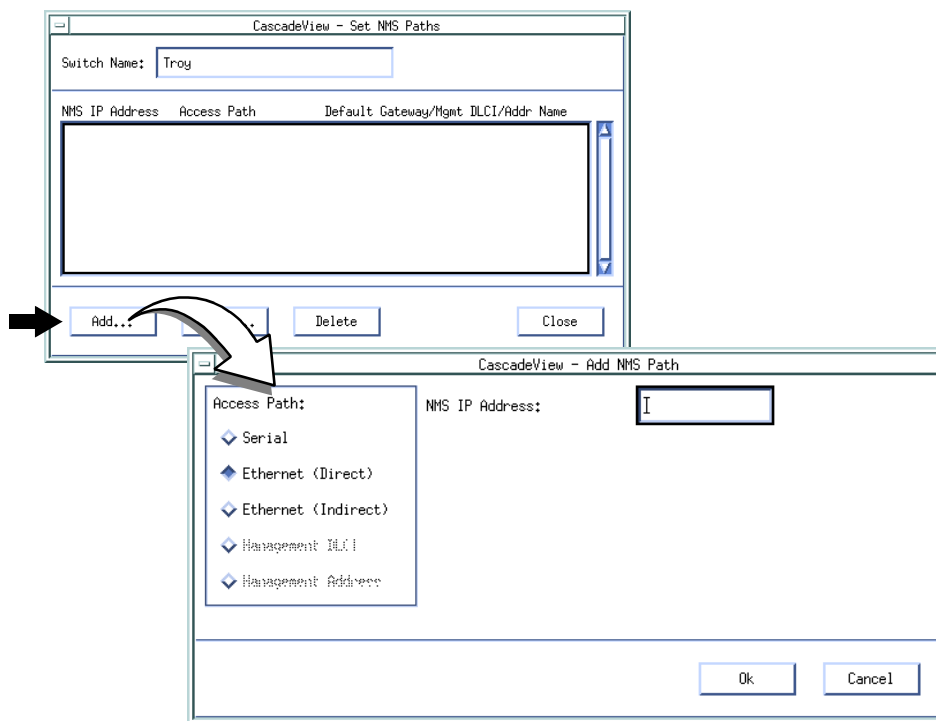 CascadeView - Set NMS Paths
Switch Name: Troy
NMS IP Address Access Path Default Gateway/Mgmt DLCI/Addr Name
Add... Delete Close
CascadeView - Add NMS Path
Access Path: NMS IP Address:
Serial
Ethernet (Direct)
Ethernet (Indirect)
Management DLCI
Management Address
Ok Cancel